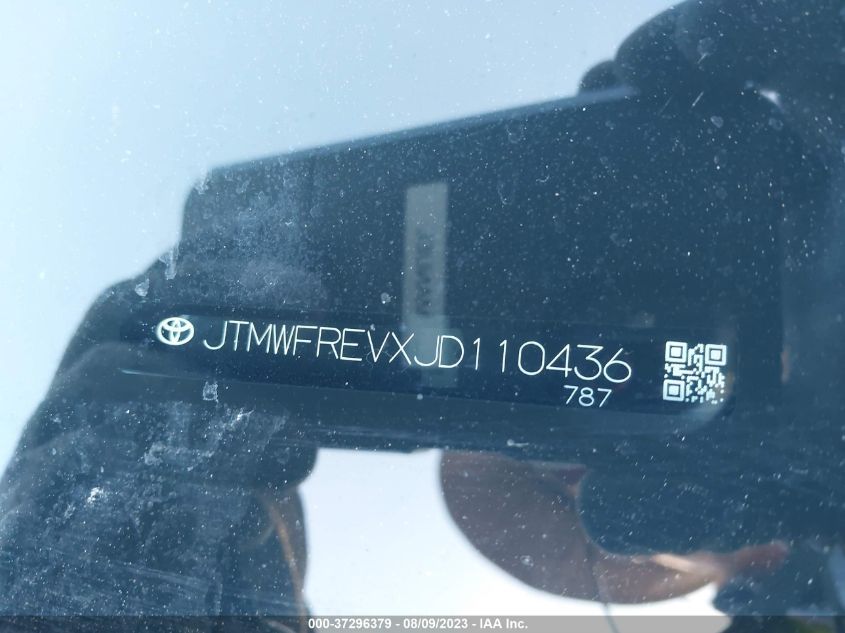 JTMWFREVXJD110436
787
000-37296379 - 08/09/2023 - IAA Inc.